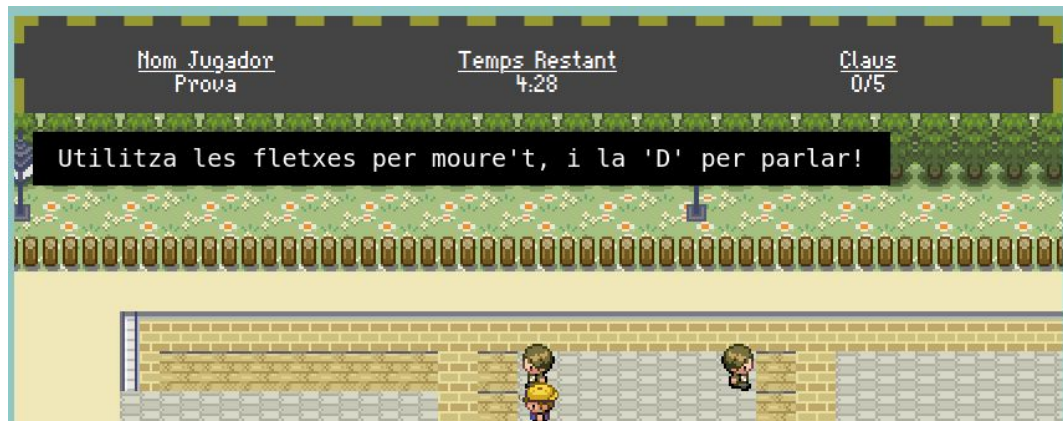 Nom Jugador
Prova
Temps Restant
4:28
Claus
0/5
Utilitza les fletxes per moure't, i la 'D' per parlar!